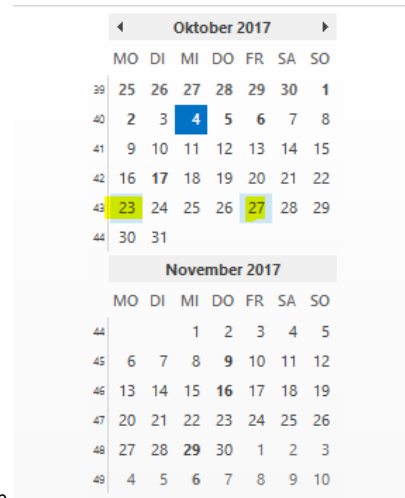 Oktober 2017
MO DI MI DO FR SA SO
39 25 26 27 28 29 30 1
40 2 3 4 5 6 7 8
41 9 10 11 12 13 14 15
42 16 17 18 19 20 21 22
43 23 24 25 26 27 28 29
44 30 31
November 2017
MO DI MI DO FR SA SO
44 1 2 3 4 5
45 6 7 8 9 10 11 12
46 13 14 15 16 17 18 19
47 20 21 22 23 24 25 26
48 27 28 29 30 1 2 3
49 4 5 6 7 8 9 10